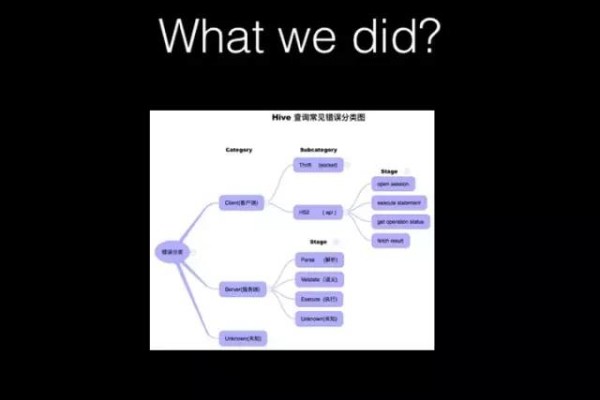 What we did?
Hive 查询常见错误分类图
Category
Subcategory
Thrift (socket)
Stage
open session
Client(客户端)
execute statement
HS2 ( api )
get operation status
fetch result
Stage
错误分类
Parse (解析)
Validate (语义)
Server(服务端)
Execute (执行)
Unknown(未知)
Unknown(未知)